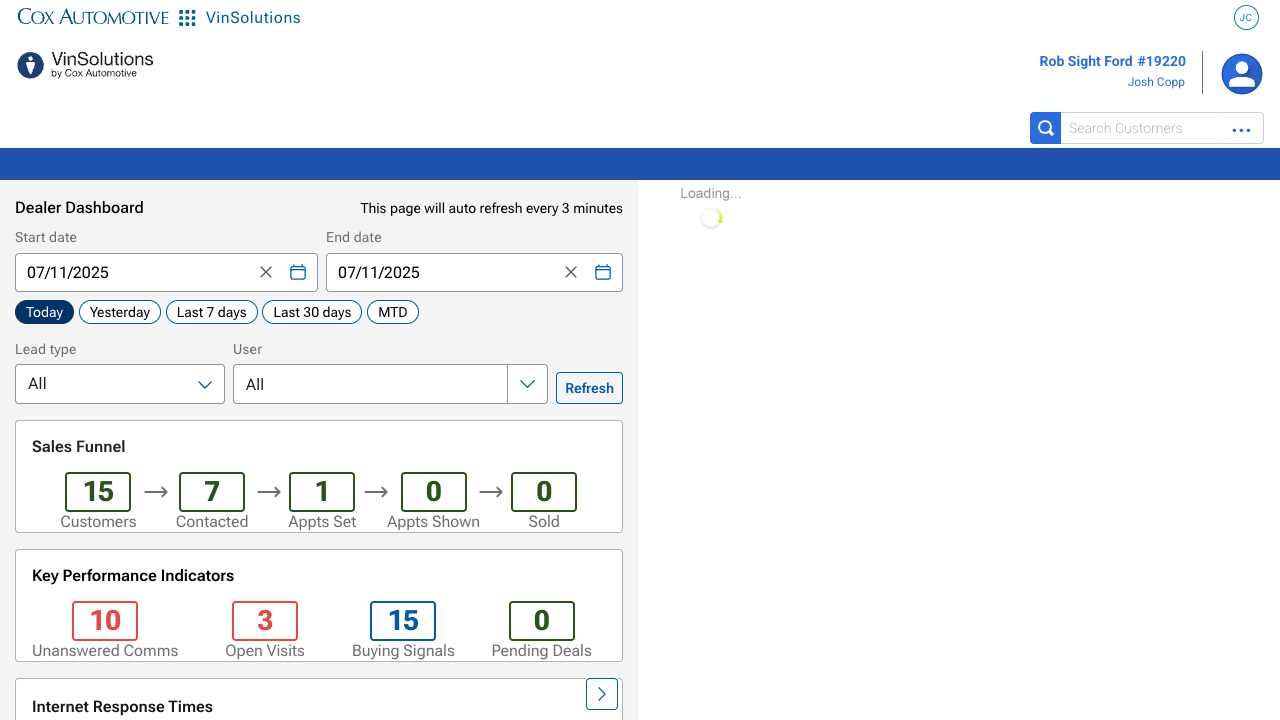 COX AUTOMOTIVE VinSolutions
JC
VinSolutions
by Cox Automotive
Rob Sight Ford #19220
Josh Copp
Search Customers
Loading...
Dealer Dashboard
This page will auto refresh every 3 minutes
Start date
End date
07/11/2025
07/11/2025
Today Yesterday Last 7 days Last 30 days MTD
Lead type
User
All
All
Refresh
Sales Funnel
15 7 1 0 0
Customers Contacted Appts Set Appts Shown Sold
Key Performance Indicators
10 3 15 0
Unanswered Comms Open Visits Buying Signals Pending Deals
Internet Response Times